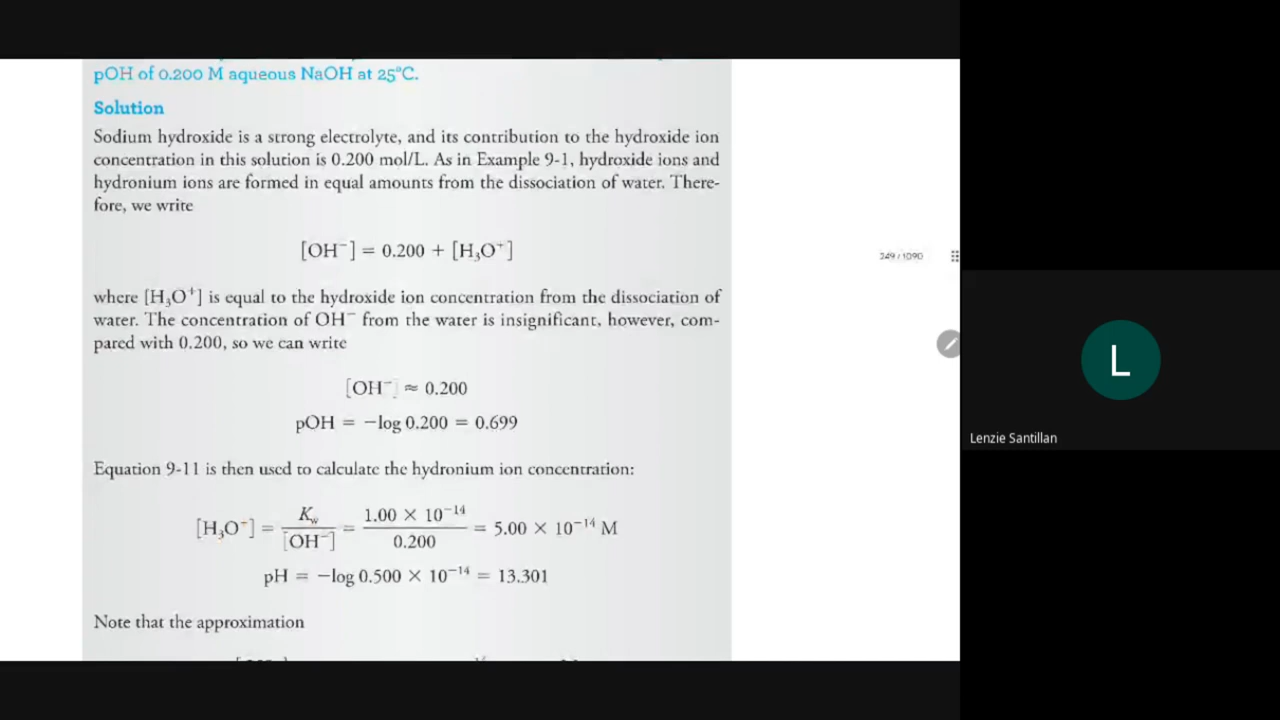 pOH of 0.200 M aqueous NaOH at 25°C.
Solution
Sodium hydroxide is a strong electrolyte, and its contribution to the hydroxide ion
concentration in this solution is 0.200 mol/L. As in Example 9-1, hydroxide ions and
hydronium ions are formed in equal amounts from the dissociation of water. There-
fore, we write
[OH⁻] = 0.200 + [H₃O⁺]
249 / 1090
where [H₃O⁺] is equal to the hydroxide ion concentration from the dissociation of
water. The concentration of OH⁻ from the water is insignificant, however, com-
pared with 0.200, so we can write
L
[OH⁻] ≈ 0.200
pOH = −log 0.200 = 0.699
Lenzie Santillan
Equation 9-11 is then used to calculate the hydronium ion concentration:
[H₃O⁺] = K_w / [OH⁻] = 1.00 × 10⁻¹⁴ / 0.200 = 5.00 × 10⁻¹⁴ M
pH = −log 0.500 × 10⁻¹⁴ = 13.301
Note that the approximation